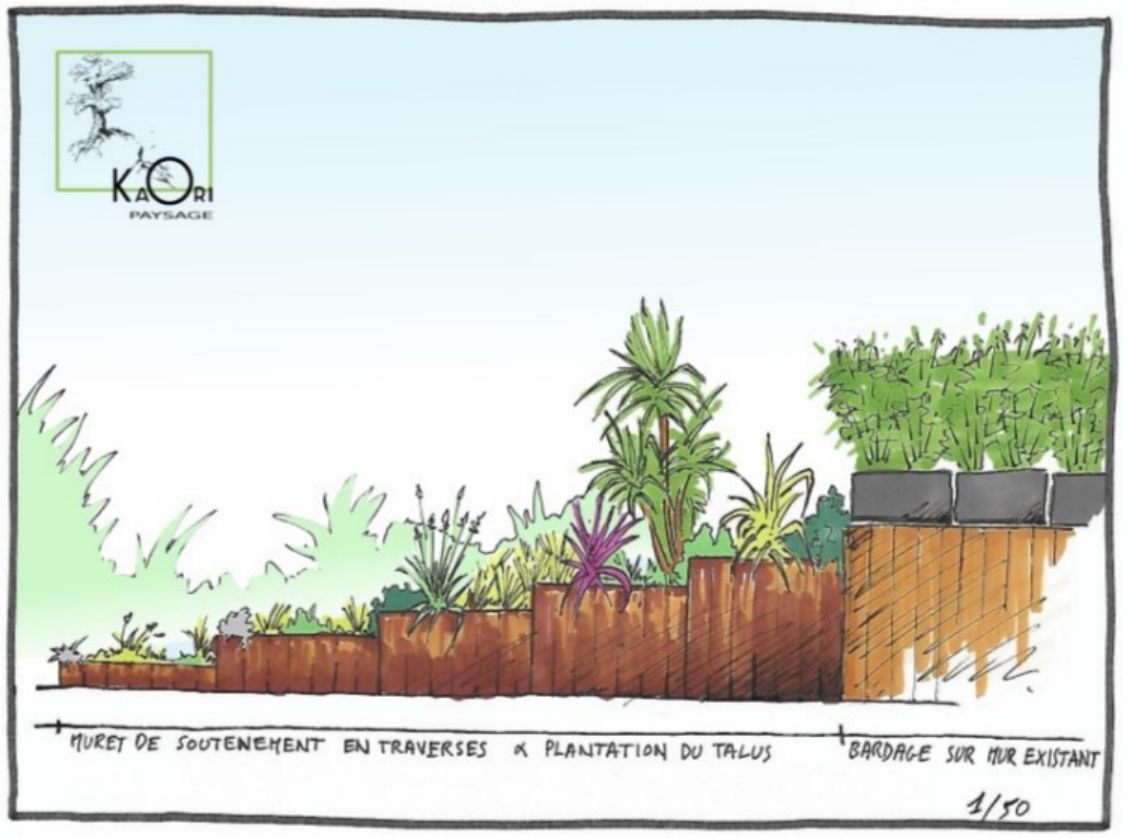 KAORI
PAYSAGE
MURET DE SOUTENEMENT EN TRAVERSES & PLANTATION DU TALUS
BARDAGE SUR MUR EXISTANT
1/50